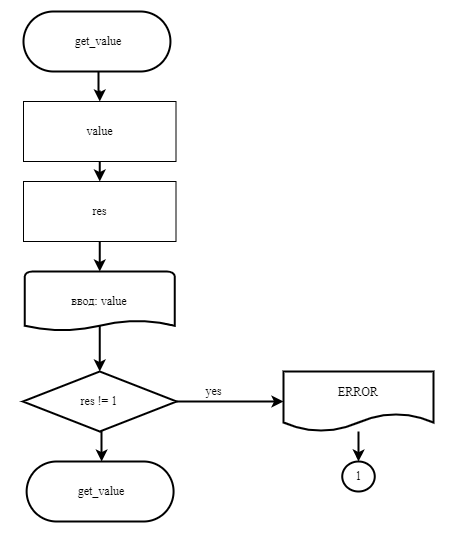 get_value
value
res
ввод: value
res != 1
yes
ERROR
1
get_value